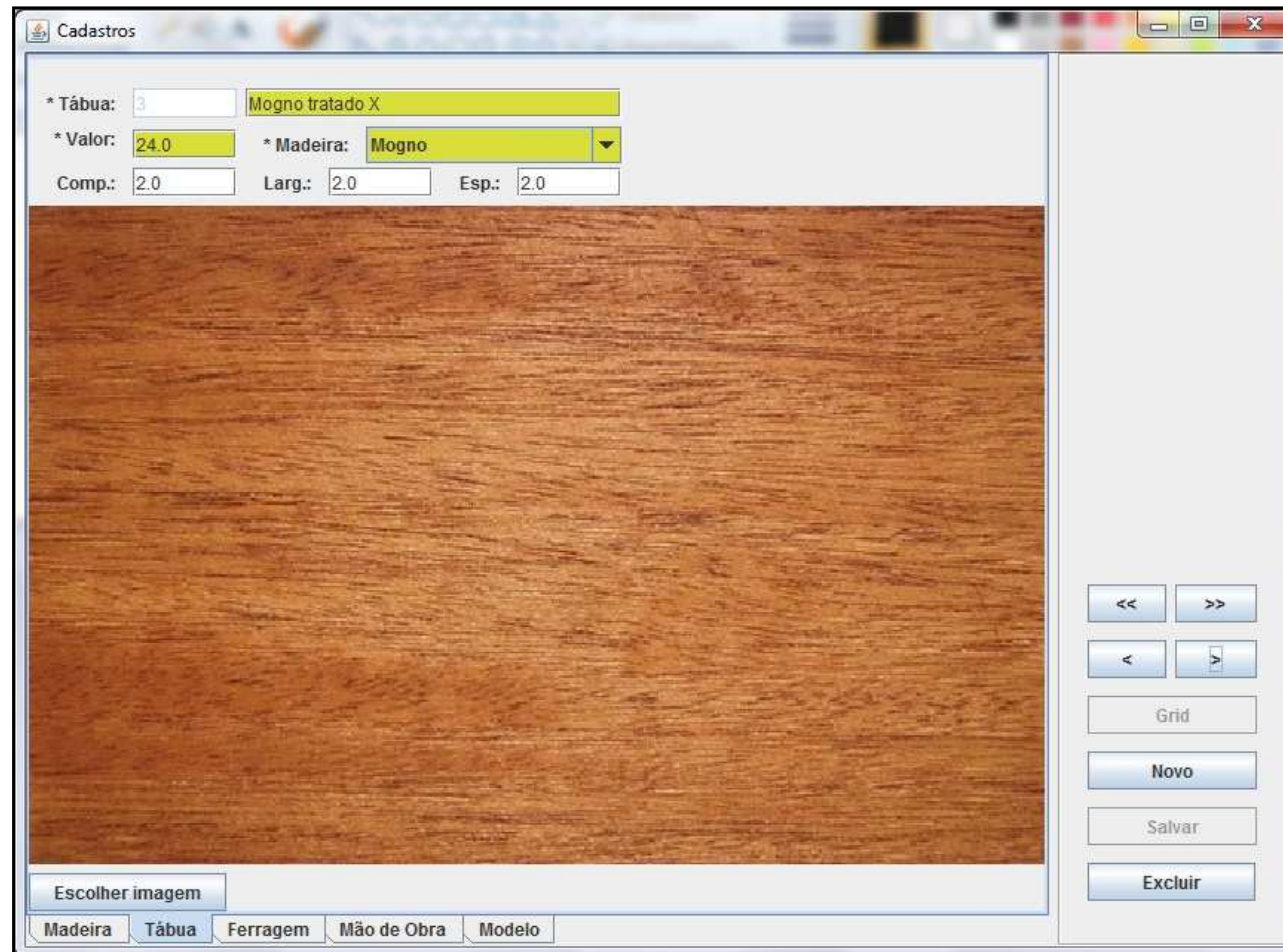 Cadastros
* Tábua: 3 Mogno tratado X
* Valor: 24.0 * Madeira: Mogno
Comp.: 2.0 Larg.: 2.0 Esp.: 2.0
<< >>
< >
Grid
Novo
Salvar
Excluir
Escolher imagem
Madeira Tábua Ferragem Mão de Obra Modelo